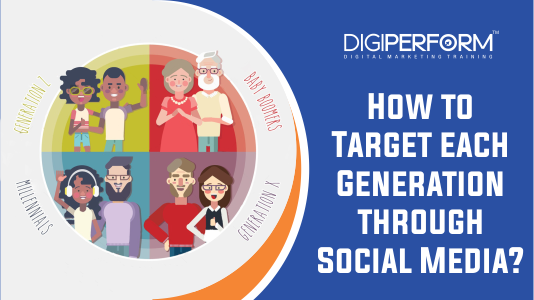 DIGIPERFORM™
DIGITAL MARKETING TRAINING
GENERATION Z
BABY BOOMERS
MILLENNIALS
GENERATION X
HOW TO
TARGET EACH
GENERATION
THROUGH
SOCIAL MEDIA?